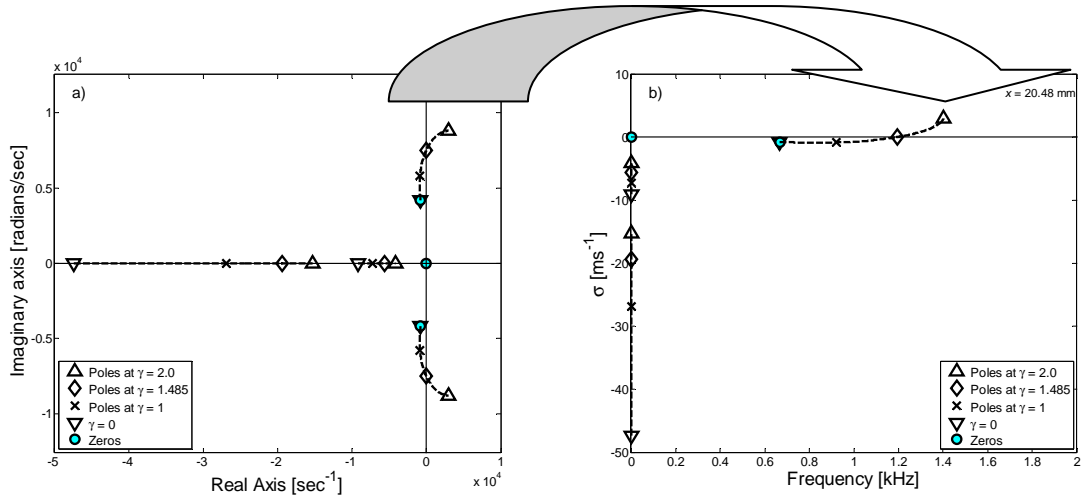 x 10⁴
a)
1
0.5
0
-0.5
-1
Imaginary axis [radians/sec]
Poles at γ = 2.0
Poles at γ = 1.485
Poles at γ = 1
γ = 0
Zeros
-5 -4 -3 -2 -1 0 1
x 10⁴
Real Axis [sec⁻¹]
b)
x = 20.48 mm
10
0
-10
-20
-30
-40
-50
σ [ms⁻¹]
Poles at γ = 2.0
Poles at γ = 1.485
Poles at γ = 1
γ = 0
Zeros
0 0.2 0.4 0.6 0.8 1 1.2 1.4 1.6 1.8 2
Frequency [kHz]